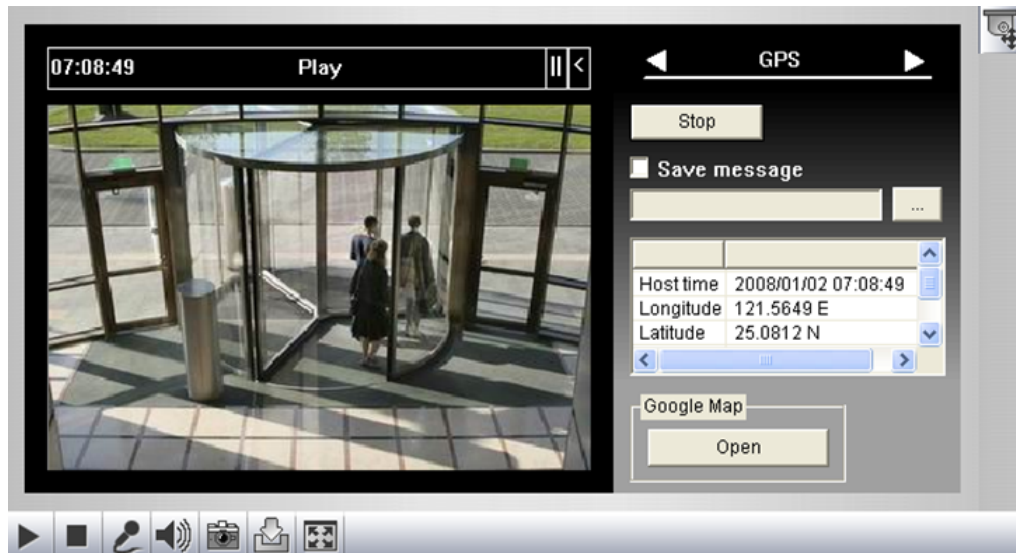 07:08:49 Play
GPS
Stop
Save message
...
Host time 2008/01/02 07:08:49
Longitude 121.5649 E
Latitude 25.0812 N
Google Map
Open